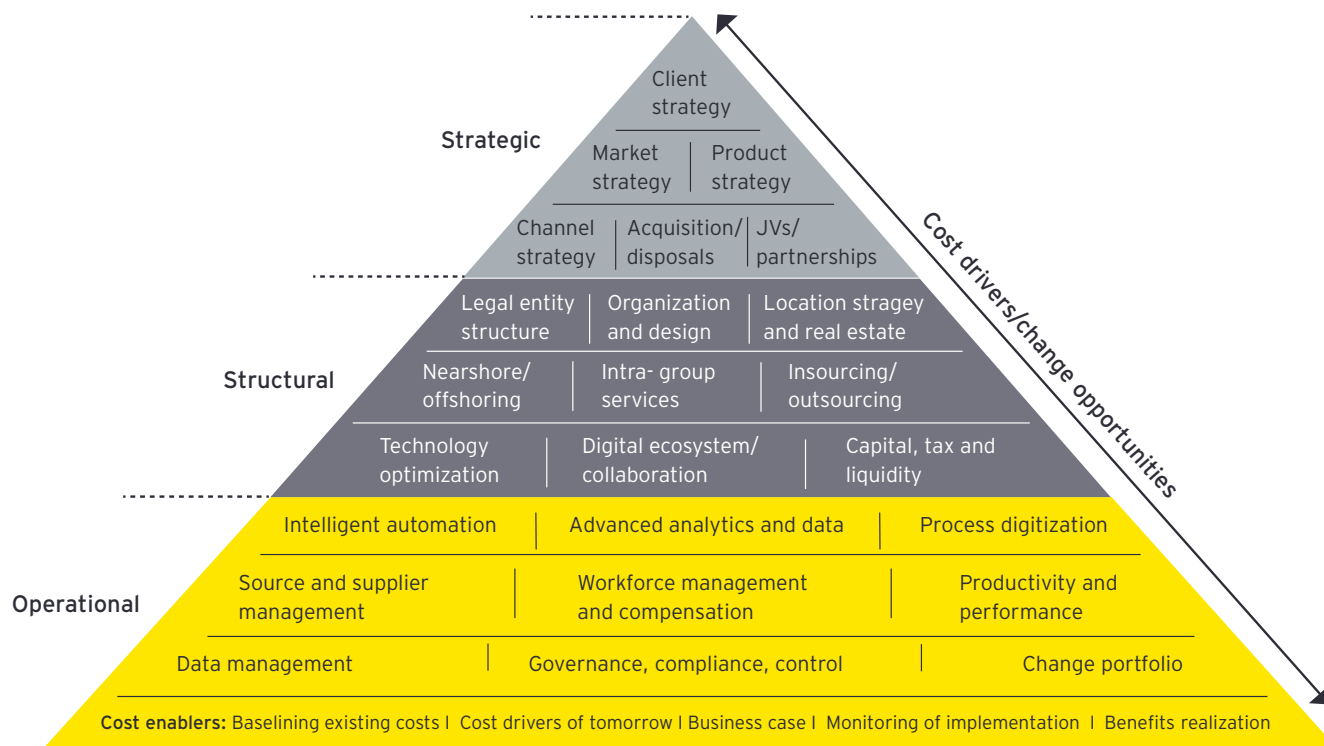 Client
strategy
Strategic
Market
strategy
Product
strategy
Channel
strategy
Acquisition/
disposals
JVs/
partnerships
Cost drivers/change opportunities
Legal entity
structure
Organization
and design
Location stragey
and real estate
Structural
Nearshore/
offshoring
Intra- group
services
Insourcing/
outsourcing
Technology
optimization
Digital ecosystem/
collaboration
Capital, tax and
liquidity
Intelligent automation
Advanced analytics and data
Process digitization
Operational
Source and supplier
management
Workforce management
and compensation
Productivity and
performance
Data management
Governance, compliance, control
Change portfolio
Cost enablers: Baselining existing costs I Cost drivers of tomorrow I Business case I Monitoring of implementation I Benefits realization